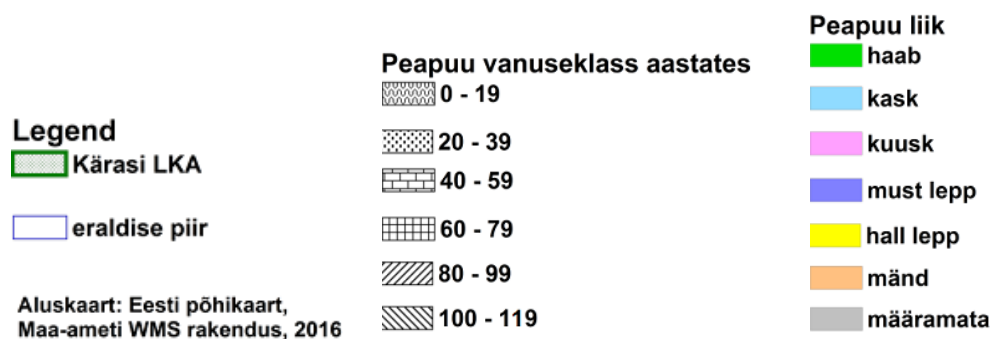 Legend
Kärasi LKA
eraldise piir
Aluskaart: Eesti põhikaart,
Maa-ameti WMS rakendus, 2016
Peapuu vanuseklass aastates
0 - 19
20 - 39
40 - 59
60 - 79
80 - 99
100 - 119
Peapuu liik
haab
kask
kuusk
must lepp
hall lepp
mänd
määramata